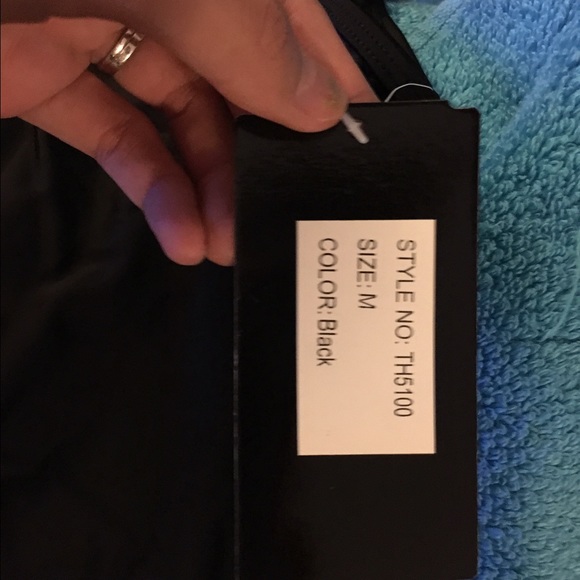 STYLE NO: TH5100
SIZE: M
COLOR: Black